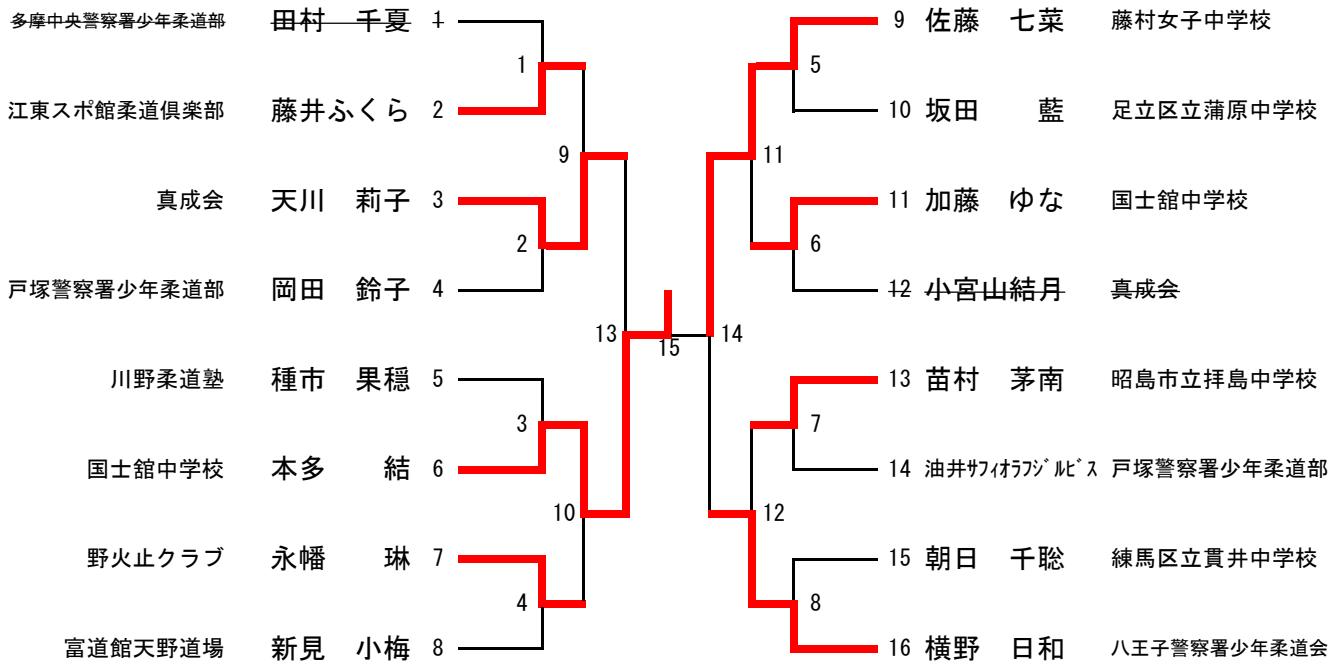 多摩中央警察署少年柔道部 田村 千夏 1
江東スポ館柔道倶楽部 藤井ふくら 2
真成会 天川 莉子 3
戸塚警察署少年柔道部 岡田 鈴子 4
川野柔道塾 種市 果穏 5
国士舘中学校 本多 結 6
野火止クラブ 永幡 琳 7
富道館天野道場 新見 小梅 8
1
2
3
4
9
10
13
15
14
11
12
5
6
7
8
9 佐藤 七菜 藤村女子中学校
10 坂田 藍 足立区立蒲原中学校
11 加藤 ゆな 国士舘中学校
12 小宮山結月 真成会
13 苗村 茅南 昭島市立拝島中学校
14 油井サフィオラフジルビス 戸塚警察署少年柔道部
15 朝日 千聡 練馬区立貫井中学校
16 横野 日和 八王子警察署少年柔道会